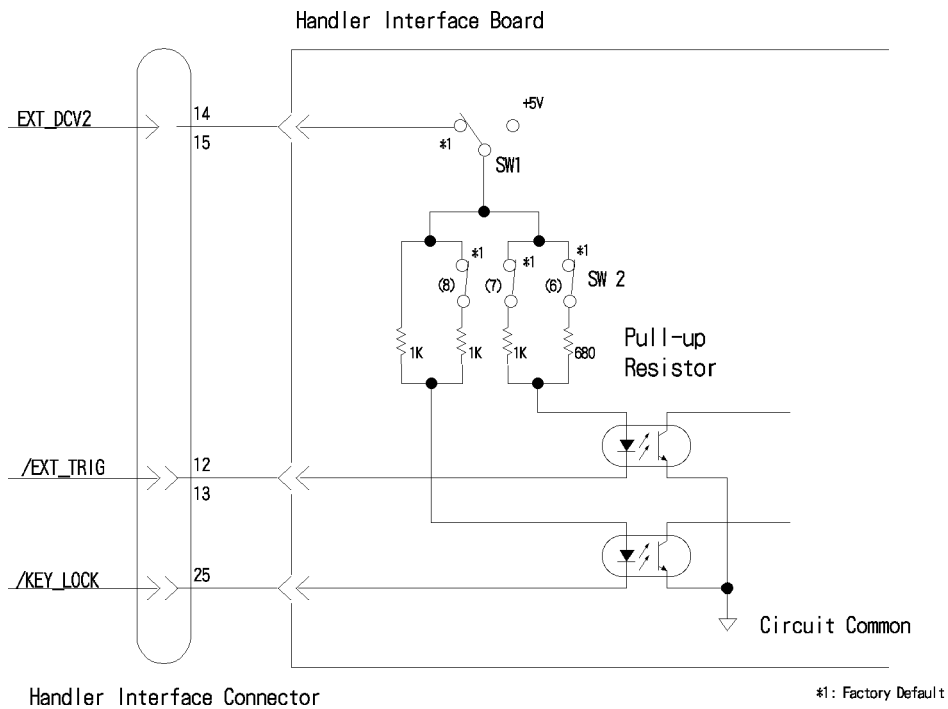 Handler Interface Board
EXT_DCV2
14
15
+5V
*1
SW1
*1
*1
*1
(8)
(7)
(6)
SW 2
1K
1K
1K
680
Pull-up
Resistor
/EXT_TRIG
12
13
/KEY_LOCK
25
Circuit Common
Handler Interface Connector
*1: Factory Default